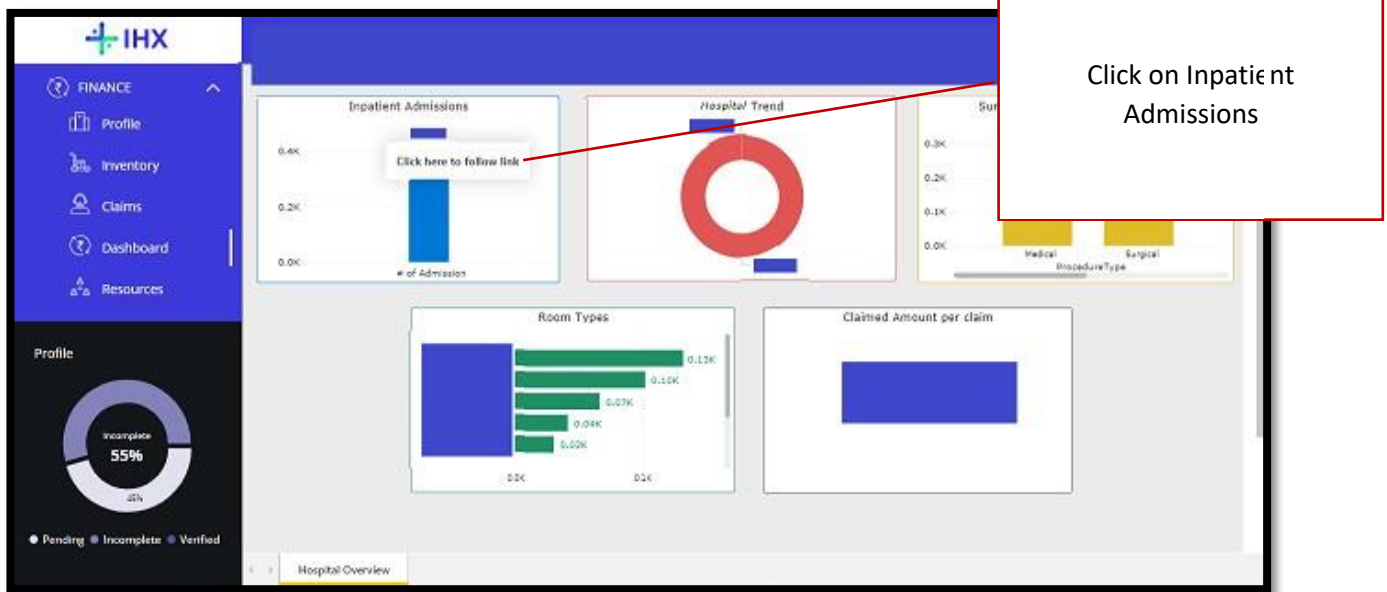 IHX
FINANCE
Profile
Inventory
Claims
Dashboard
Resources
Profile
Incomplete
55%
45%
Pending Incomplete Verified
Inpatient Admissions
0.4K
0.2K
0.0K
Click here to follow link
# of Admission
Hospital Trend
Sur
0.3K
0.2K
0.1K
0.0K
Medical Surgical
ProcedureType
Click on Inpatient
Admissions
Room Types
0.13K
0.10K
0.07K
0.04K
0.03K
0.0K 0.1K
Claimed Amount per claim
Hospital Overview